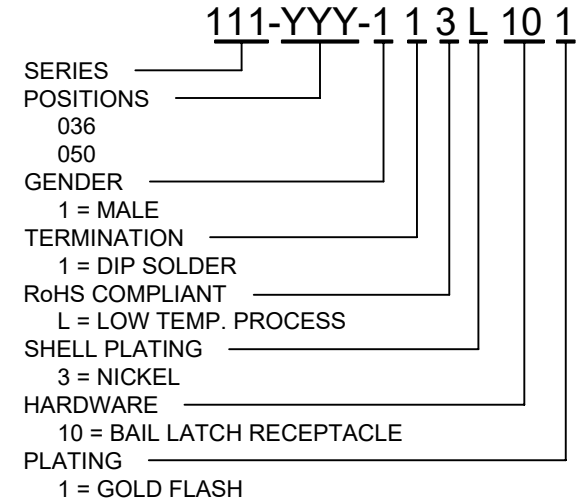 111-YYY-1 1 3 L 10 1
SERIES
POSITIONS
036
050
GENDER
1 = MALE
TERMINATION
1 = DIP SOLDER
RoHS COMPLIANT
L = LOW TEMP. PROCESS
SHELL PLATING
3 = NICKEL
HARDWARE
10 = BAIL LATCH RECEPTACLE
PLATING
1 = GOLD FLASH